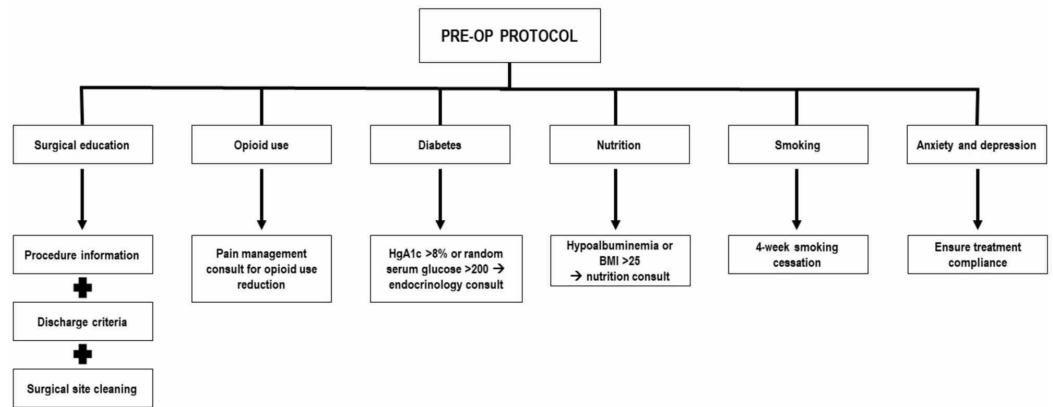 PRE-OP PROTOCOL
Surgical education
Opioid use
Diabetes
Nutrition
Smoking
Anxiety and depression
Procedure information
Pain management
consult for opioid use
reduction
HgA1c >8% or random
serum glucose >200 →
endocrinology consult
Hypoalbuminemia or
BMI >25
→ nutrition consult
4-week smoking
cessation
Ensure treatment
compliance
Discharge criteria
Surgical site cleaning